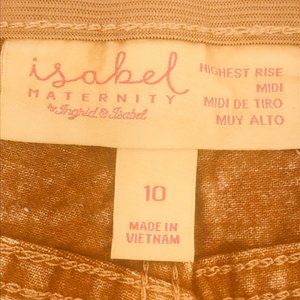 isabel
MATERNITY
by Ingrid & Isabel
HIGHEST RISE
MIDI
MIDI DE TIRO
MUY ALTO
10
MADE IN
VIETNAM